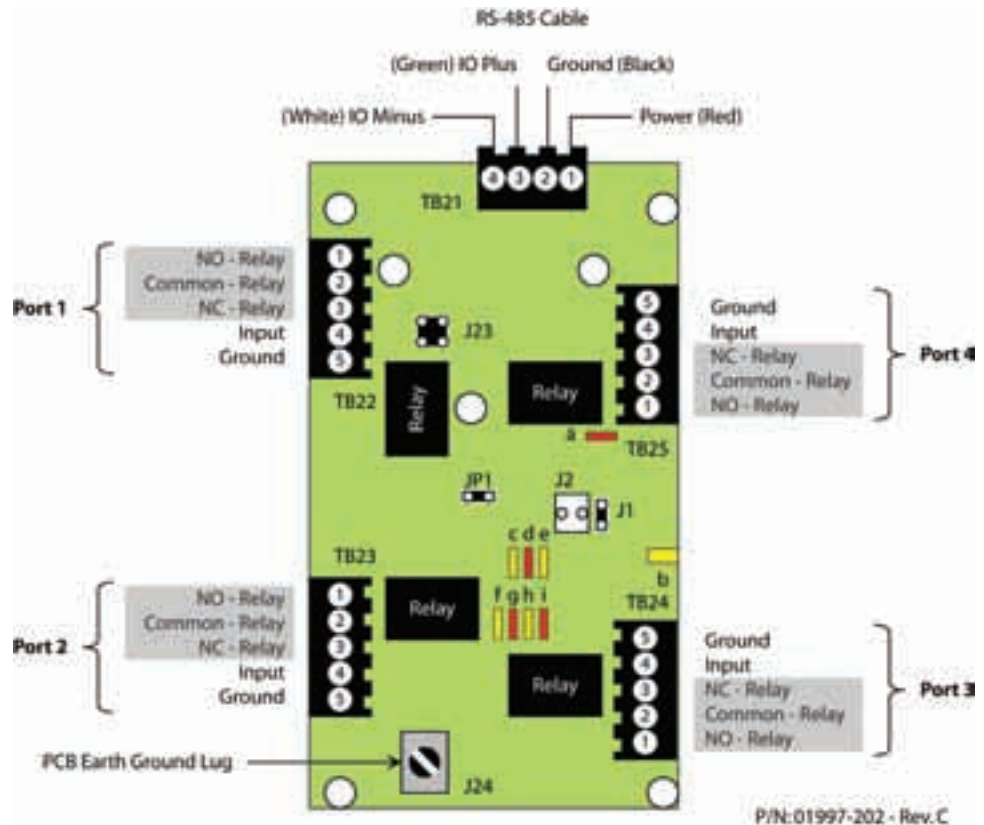 RS-485 Cable
(Green) IO Plus
Ground (Black)
(White) IO Minus
Power (Red)
4 3 2 1
TB21
Port 1
NO - Relay
Common - Relay
NC - Relay
Input
Ground
1
2
3
4
5
TB22
J23
Relay
Relay
5
4
3
2
1
Ground
Input
NC - Relay
Common - Relay
NO - Relay
Port 4
TB25
a
JP1
J2
J1
c d e
b
f g h i
TB23
Port 2
NO - Relay
Common - Relay
NC - Relay
Input
Ground
1
2
3
4
5
Relay
Relay
TB24
5
4
3
2
1
Ground
Input
NC - Relay
Common - Relay
NO - Relay
Port 3
PCB Earth Ground Lug
J24
P/N: 01997-202 - Rev. C